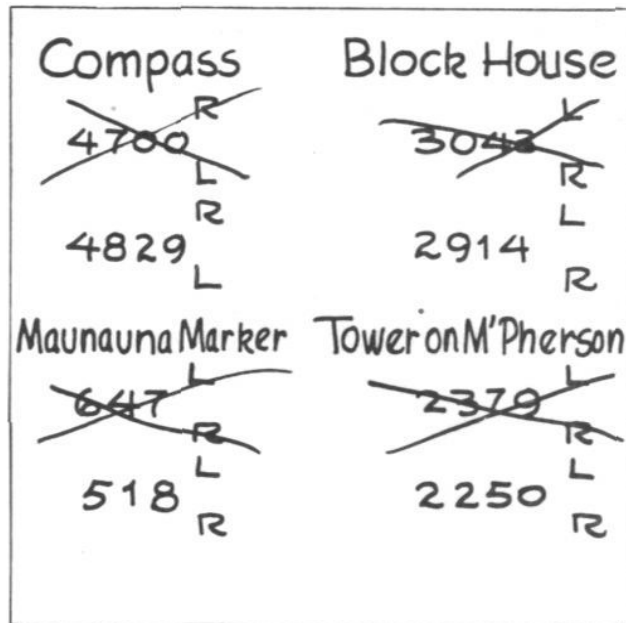 Compass Block House
R L
4700 3043
L R
R L
4829 2914
L R
Maunauna Marker Tower on M'Pherson
L L
647 2379
R R
L L
518 2250
R R